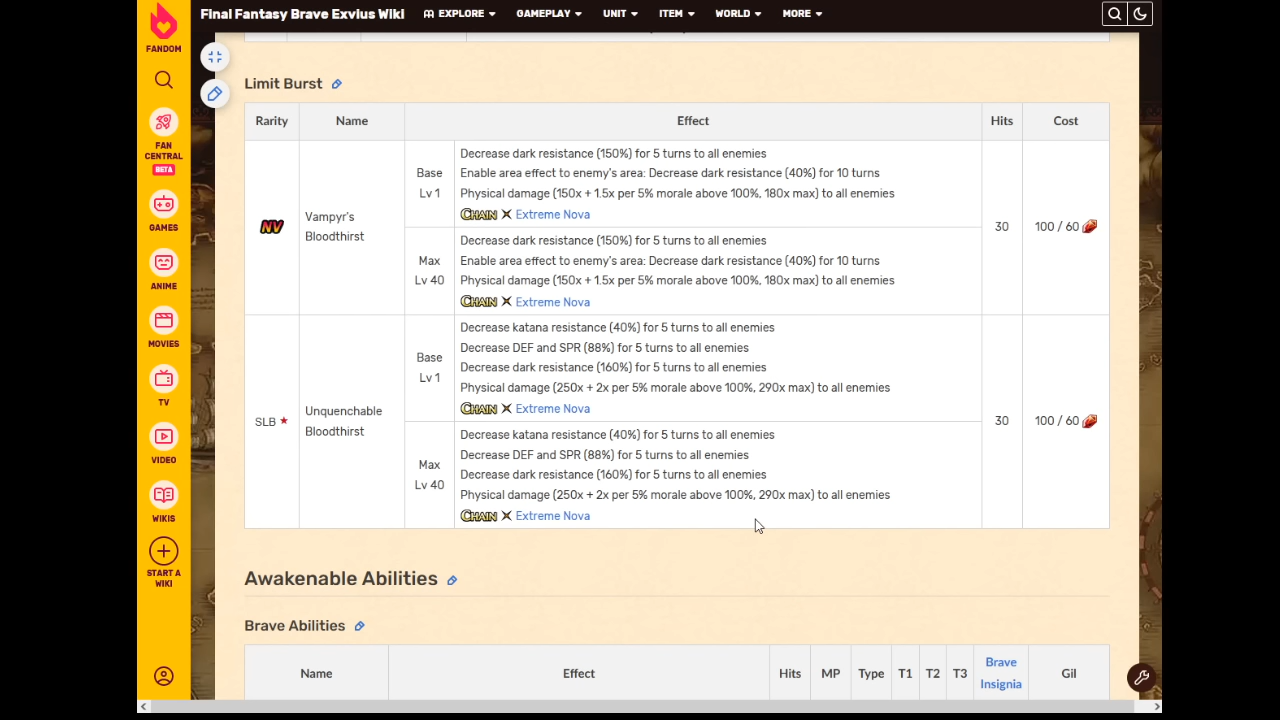 Final Fantasy Brave Exvius Wiki
EXPLORE
GAMEPLAY
UNIT
ITEM
WORLD
MORE
FANDOM
FAN
CENTRAL
BETA
GAMES
ANIME
MOVIES
TV
VIDEO
WIKIS
START A
WIKI
Limit Burst
Rarity Name Effect Hits Cost
NV
Vampyr's
Bloodthirst
Base
Lv 1
Decrease dark resistance (150%) for 5 turns to all enemies
Enable area effect to enemy's area: Decrease dark resistance (40%) for 10 turns
Physical damage (150x + 1.5x per 5% morale above 100%, 180x max) to all enemies
CHAIN Extreme Nova
30
100 / 60
Max
Lv 40
Decrease dark resistance (150%) for 5 turns to all enemies
Enable area effect to enemy's area: Decrease dark resistance (40%) for 10 turns
Physical damage (150x + 1.5x per 5% morale above 100%, 180x max) to all enemies
CHAIN Extreme Nova
SLB
Unquenchable
Bloodthirst
Base
Lv 1
Decrease katana resistance (40%) for 5 turns to all enemies
Decrease DEF and SPR (88%) for 5 turns to all enemies
Decrease dark resistance (160%) for 5 turns to all enemies
Physical damage (250x + 2x per 5% morale above 100%, 290x max) to all enemies
CHAIN Extreme Nova
30
100 / 60
Max
Lv 40
Decrease katana resistance (40%) for 5 turns to all enemies
Decrease DEF and SPR (88%) for 5 turns to all enemies
Decrease dark resistance (160%) for 5 turns to all enemies
Physical damage (250x + 2x per 5% morale above 100%, 290x max) to all enemies
CHAIN Extreme Nova
Awakenable Abilities
Brave Abilities
Name Effect Hits MP Type T1 T2 T3 Brave Insignia Gil